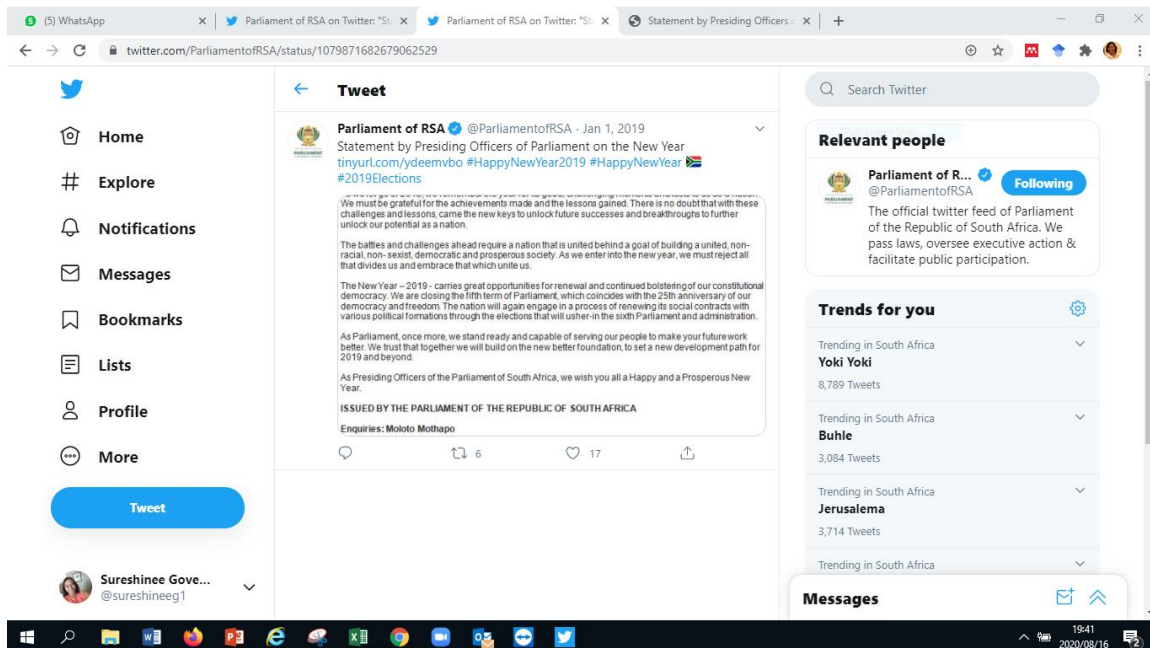 (5) WhatsApp
Parliament of RSA on Twitter: "St
Parliament of RSA on Twitter: "St
Statement by Presiding Officers o
twitter.com/ParliamentofRSA/status/1079871682679062529
Home
Explore
Notifications
Messages
Bookmarks
Lists
Profile
More
Tweet
Sureshinee Gove...
@sureshineeg1
Tweet
Parliament of RSA @ParliamentofRSA · Jan 1, 2019
Statement by Presiding Officers of Parliament on the New Year
tinyurl.com/ydeemvbo #HappyNewYear2019 #HappyNewYear
#2019Elections
We must be grateful for the achievements made and the lessons gained. There is no doubt that with these
challenges and lessons, came the new keys to unlock future successes and breakthroughs to further
unlock our potential as a nation.
The battles and challenges ahead require a nation that is united behind a goal of building a united, non-
racial, non- sexist, democratic and prosperous society. As we enter into the new year, we must reject all
that divides us and embrace that which unite us.
The New Year – 2019 - carries great opportunities for renewal and continued bolstering of our constitutional
democracy. We are closing the fifth term of Parliament, which coincides with the 25th anniversary of our
democracy and freedom. The nation will again engage in a process of renewing its social contracts with
various political formations through the elections that will usher-in the sixth Parliament and administration.
As Parliament, once more, we stand ready and capable of serving our people to make your future work
better. We trust that together we will build on the new better foundation, to set a new development path for
2019 and beyond.
As Presiding Officers of the Parliament of South Africa, we wish you all a Happy and a Prosperous New
Year.
ISSUED BY THE PARLIAMENT OF THE REPUBLIC OF SOUTH AFRICA
Enquiries: Moloto Mothapo
6
17
Search Twitter
Relevant people
Parliament of R...
@ParliamentofRSA
Following
The official twitter feed of Parliament
of the Republic of South Africa. We
pass laws, oversee executive action &
facilitate public participation.
Trends for you
Trending in South Africa
Yoki Yoki
8,789 Tweets
Trending in South Africa
Buhle
3,084 Tweets
Trending in South Africa
Jerusalema
3,714 Tweets
Trending in South Africa
Messages
19:41
2020/08/16
2